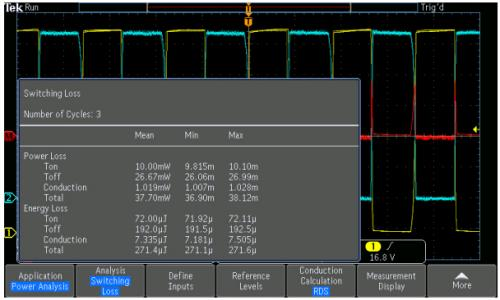 Tek Run
Trig'd
Switching Loss
Number of Cycles: 3
Mean Min Max
Power Loss
Ton 10.00mW 9.815m 10.10m
Toff 26.67mW 26.06m 26.99m
Conduction 1.019mW 1.007m 1.028m
Total 37.70mW 36.90m 38.12m
Energy Loss
Ton 72.00µJ 71.92µ 72.11µ
Toff 192.0µJ 191.5µ 192.5µ
Conduction 7.335µJ 7.181µ 7.505µ
Total 271.4µJ 271.1µ 271.6µ
2
1
1
16.8 V
Application
Power Analysis
Analysis
Switching
Loss
Define
Inputs
Reference
Levels
Conduction
Calculation
RDS
Measurement
Display
More